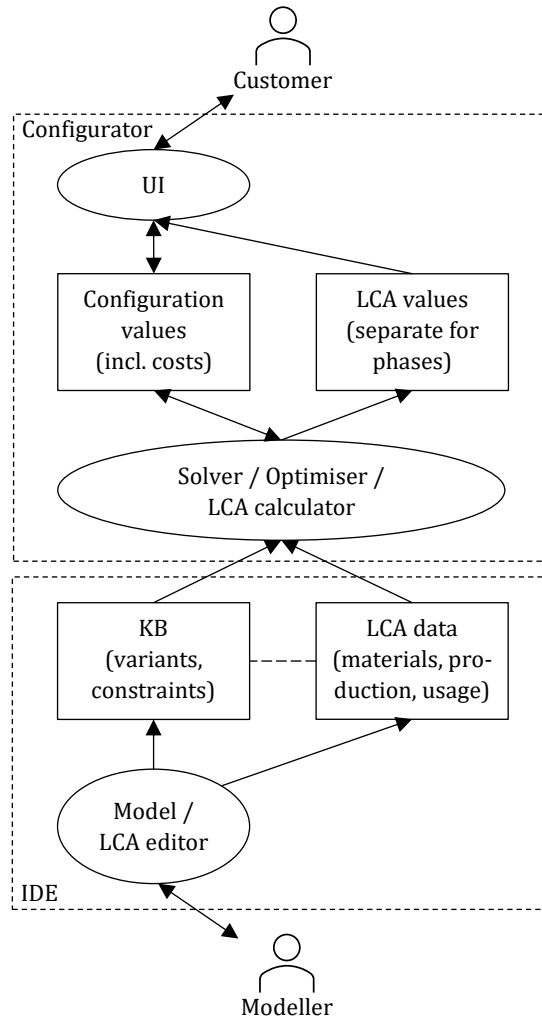 Customer
Configurator
UI
Configuration
values
(incl. costs)
LCA values
(separate for
phases)
Solver / Optimiser /
LCA calculator
KB
(variants,
constraints)
LCA data
(materials, pro-
duction, usage)
Model /
LCA editor
IDE
Modeller